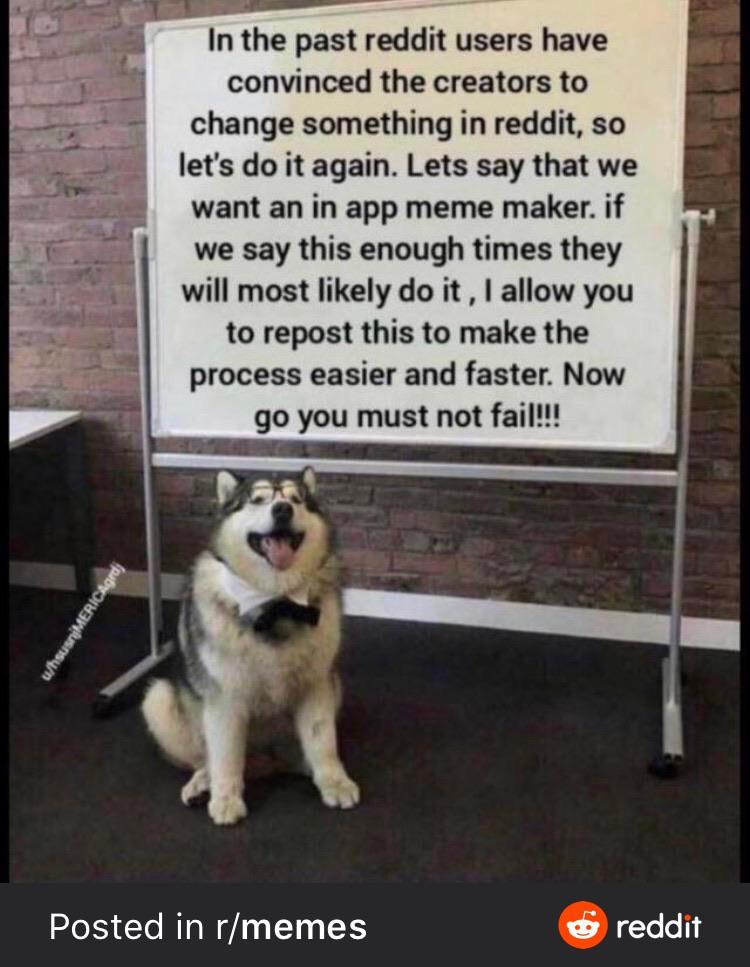 In the past reddit users have
convinced the creators to
change something in reddit, so
let's do it again. Lets say that we
want an in app meme maker. if
we say this enough times they
will most likely do it , I allow you
to repost this to make the
process easier and faster. Now
go you must not fail!!!
Posted in r/memes
reddit